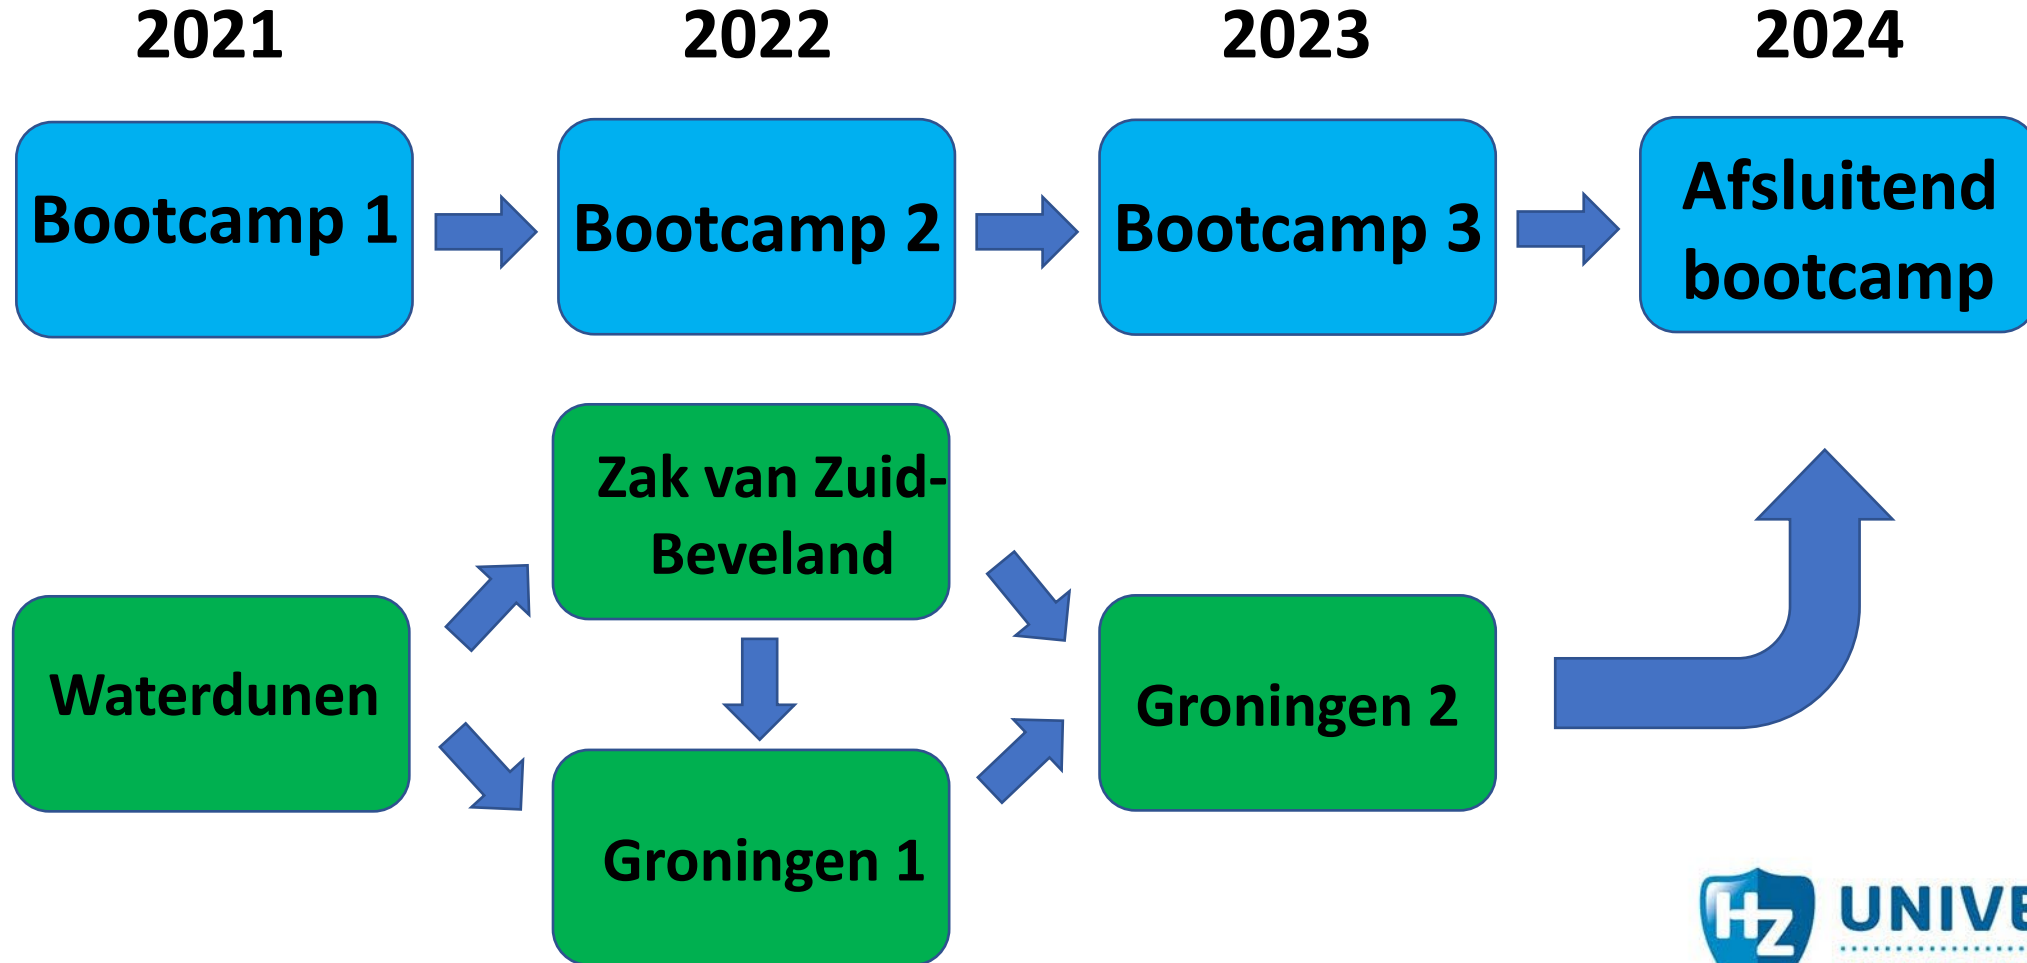 2021 2022 2023 2024
Bootcamp 1
Bootcamp 2
Bootcamp 3
Afsluitend
bootcamp
Zak van Zuid-
Beveland
Waterdunen
Groningen 2
Groningen 1
HZ